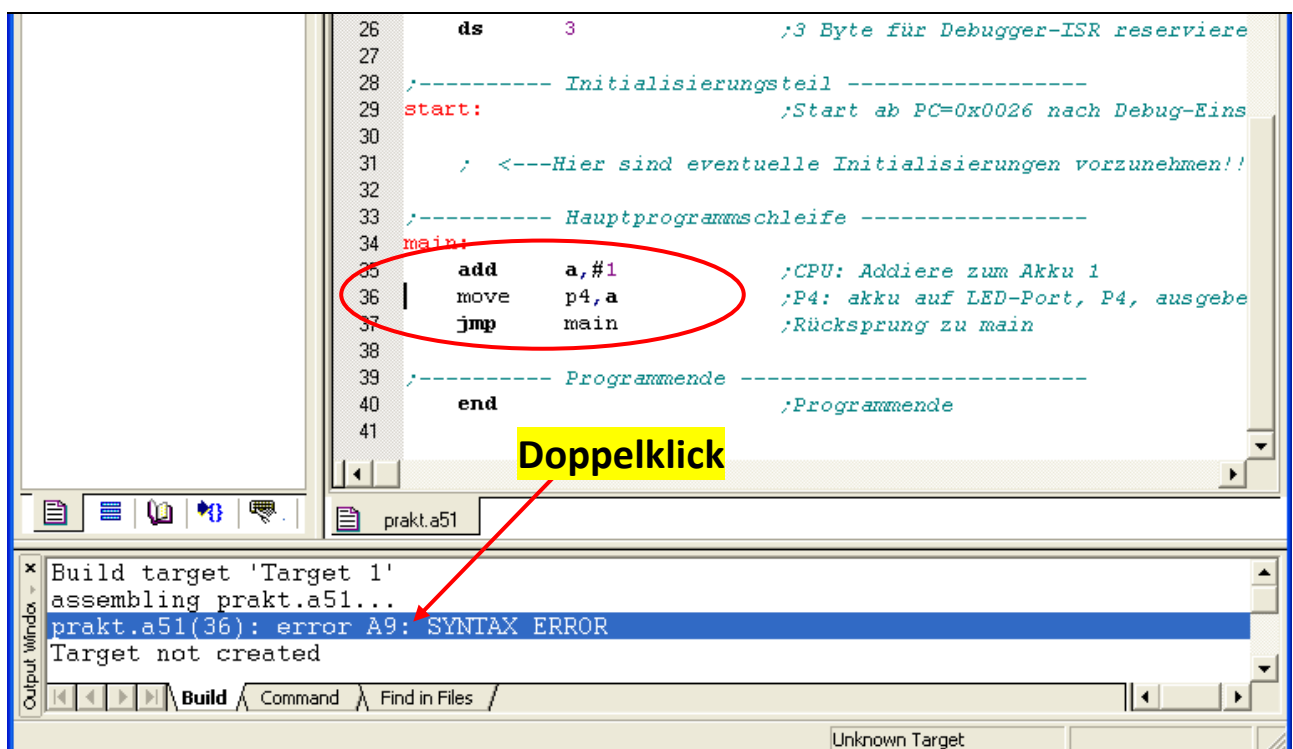 26 ds 3 ;3 Byte für Debugger-ISR reserviere
27
28 ;---------- Initialisierungsteil ------------------
29 start: ;Start ab PC=0x0026 nach Debug-Eins
30
31 ; <---Hier sind eventuelle Initialisierungen vorzunehmen!!
32
33 ;---------- Hauptprogrammschleife -----------------
34 main:
35 add a,#1 ;CPU: Addiere zum Akku 1
36 move p4,a ;P4: akku auf LED-Port, P4, ausgebe
37 jmp main ;Rücksprung zu main
38
39 ;---------- Programmende --------------------------
40 end ;Programmende
41
Doppelklick
prakt.a51
Build target 'Target 1'
assembling prakt.a51...
prakt.a51(36): error A9: SYNTAX ERROR
Target not created
Output Window
Build Command Find in Files
Unknown Target